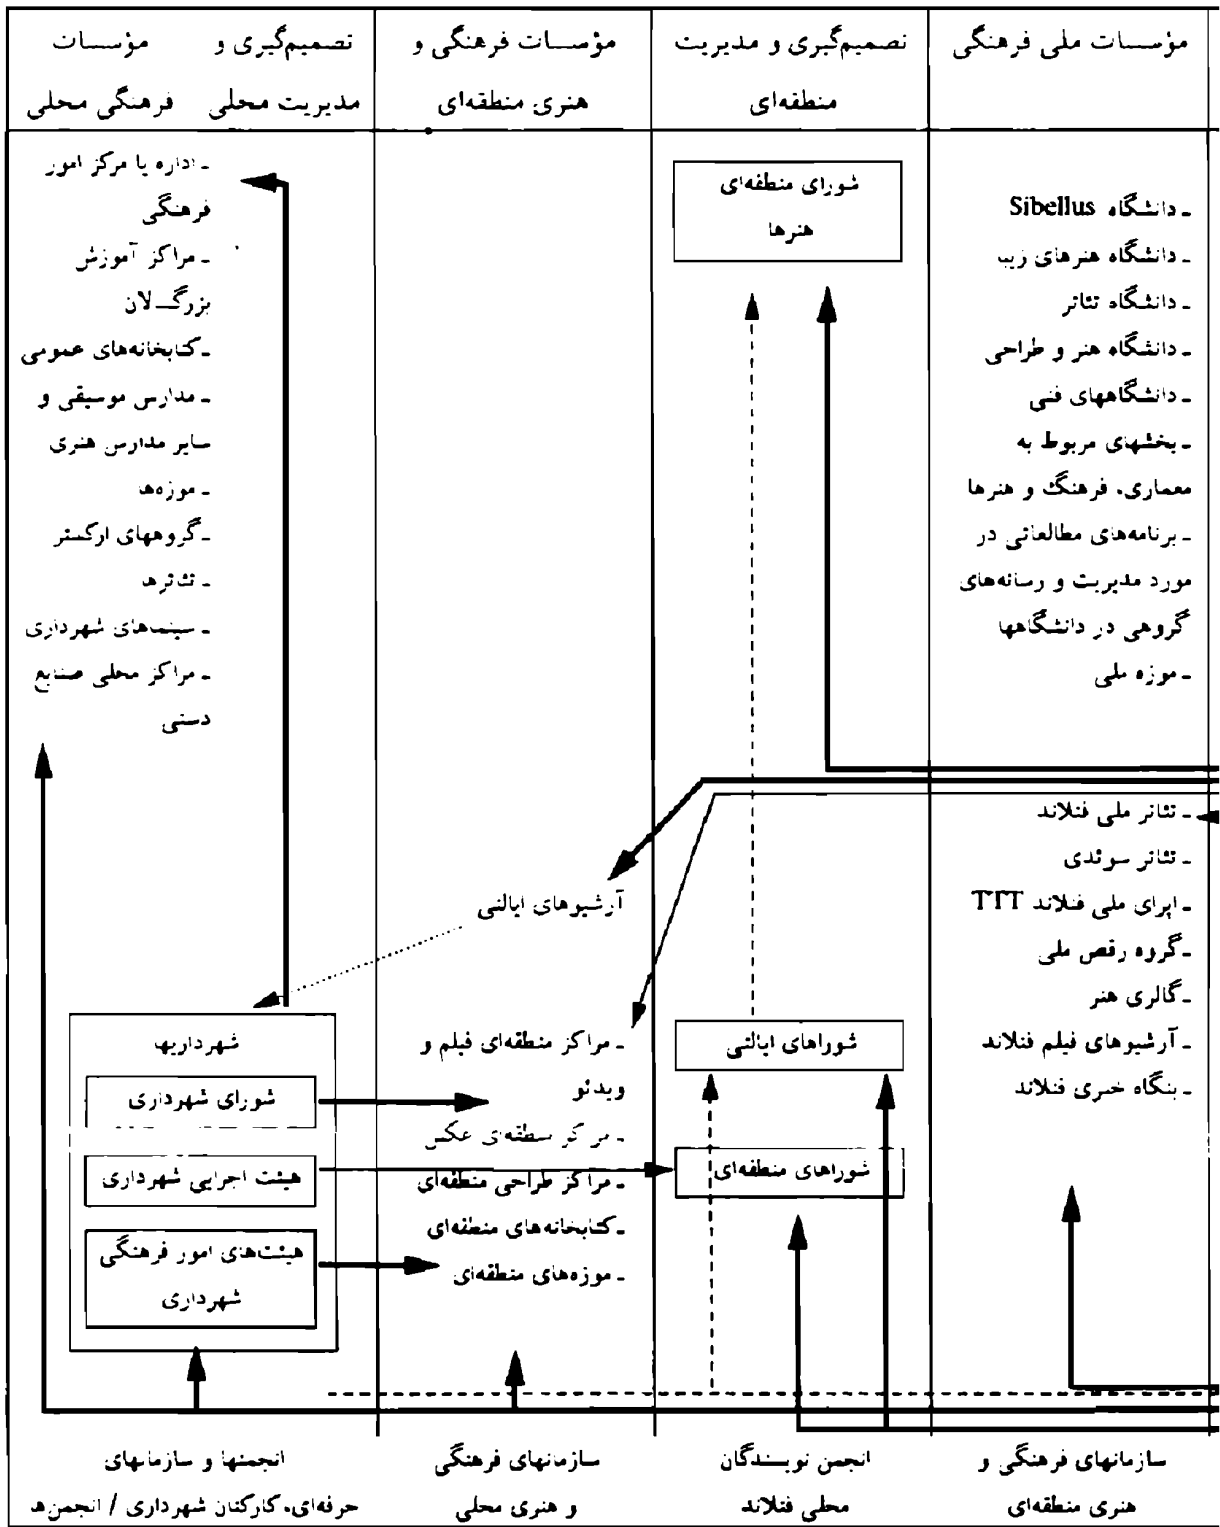 مؤسسات ملی فرهنگی
تصمیم‌گیری و مدیریت
منطقه‌ای
مؤسسات فرهنگی و
هنری منطقه‌ای
تصمیم‌گیری و
مدیریت محلی
مؤسسات
فرهنگی محلی
ـ دانشگاه Sibellus
ـ دانشگاه هنرهای زیبا
ـ دانشگاه تئاتر
ـ دانشگاه هنر و طراحی
ـ دانشگاههای فنی
ـ بخشهای مربوط به
معماری، فرهنگ و هنرها
ـ برنامه‌های مطالعاتی در
مورد مدیریت و رسانه‌های
گروهی در دانشگاهها
ـ موزه ملی
ـ تئاتر ملی فنلاند
ـ تئاتر سوئدی
ـ اپرای ملی فنلاند TTT
ـ گروه رقص ملی
ـ گالری هنر
ـ آرشیوهای فیلم فنلاند
ـ بنگاه خبری فنلاند
شورای منطقه‌ای
هنرها
شوراهای ایالتی
شوراهای منطقه‌ای
آرشیوهای ایالتی
ـ مراکز منطقه‌ای فیلم و
ویدئو
ـ مراکز منطقه‌ای عکس
ـ مراکز طراحی منطقه‌ای
ـ کتابخانه‌های منطقه‌ای
ـ موزه‌های منطقه‌ای
ـ اداره یا مرکز امور
فرهنگی
ـ مراکز آموزش
بزرگسالان
ـ کتابخانه‌های عمومی
ـ مدارس موسیقی و
سایر مدارس هنری
ـ موزه‌ها
ـ گروههای ارکستر
ـ تئاترها
ـ سینماهای شهرداری
ـ مراکز محلی صنایع
دستی
شهرداریها
شورای شهرداری
هیئت اجرایی شهرداری
هیئت‌های امور فرهنگی
شهرداری
سازمانهای فرهنگی و
هنری منطقه‌ای
انجمن نویسندگان
محلی فنلاند
سازمانهای فرهنگی
و هنری محلی
انجمنها و سازمانهای
حرفه‌ای، کارکنان شهرداری / انجمن‌ها